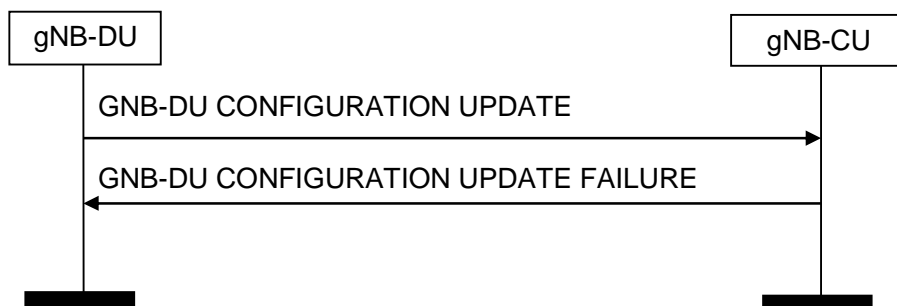 gNB-DU
gNB-CU
GNB-DU CONFIGURATION UPDATE
GNB-DU CONFIGURATION UPDATE FAILURE